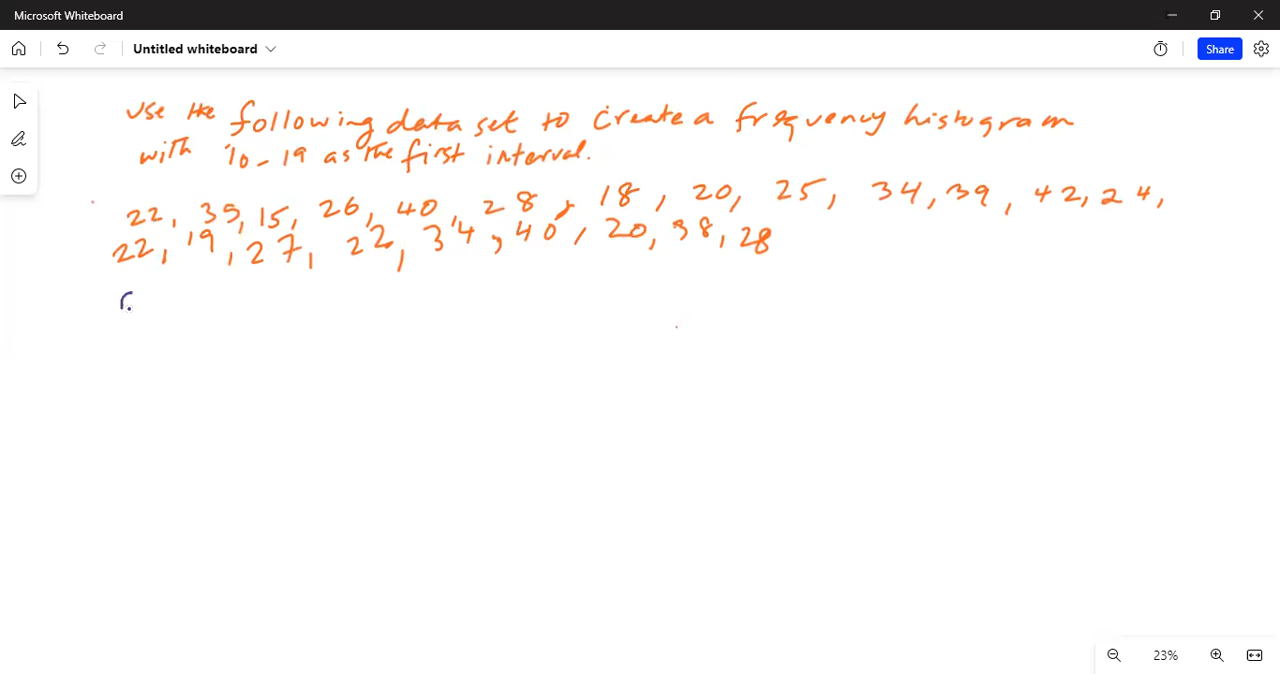 Microsoft Whiteboard
Untitled whiteboard
Share
Use the following data set to create a frequency histogram
with 10-19 as the first interval.
22, 39, 15, 26, 40, 28, 18, 20, 25, 34, 39, 42, 24,
22, 19, 27, 22, 34, 40, 20, 38, 28
23%